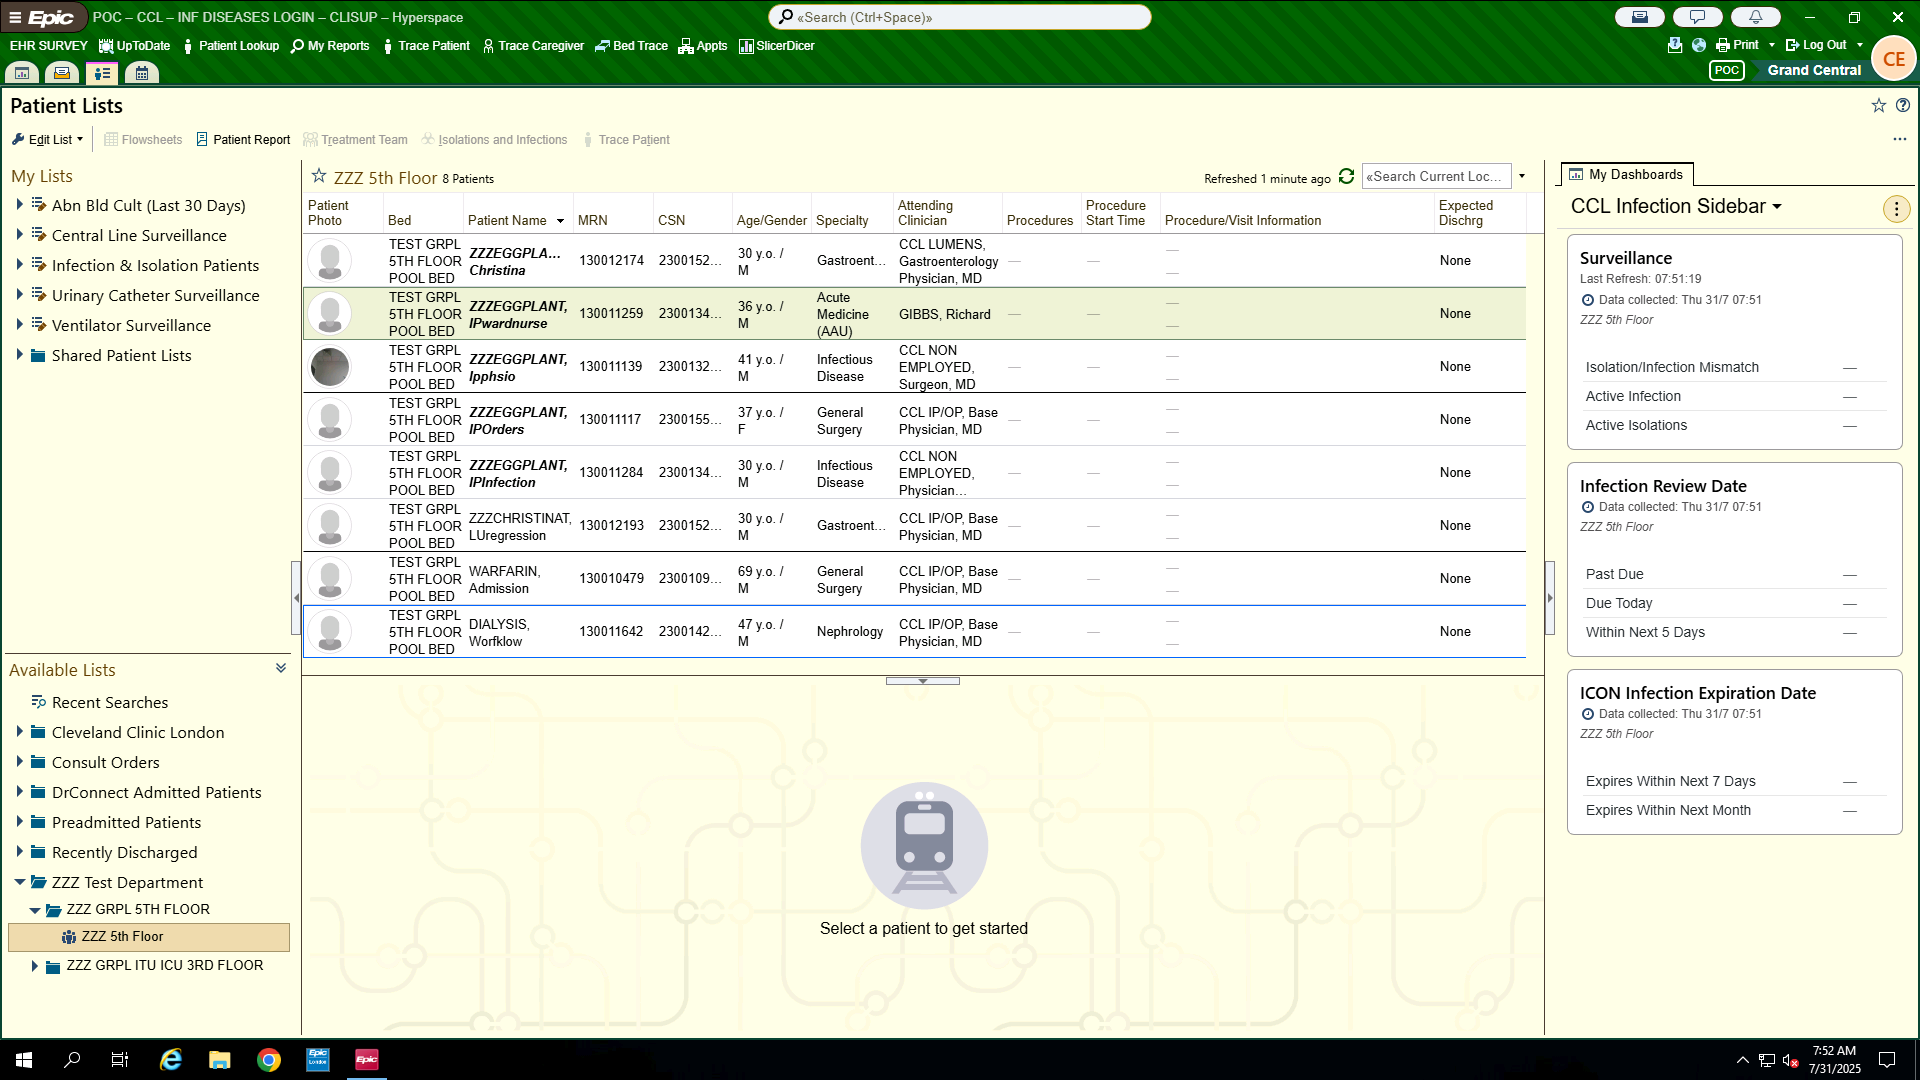 Epic POC – CCL – INF DISEASES LOGIN – CLISUP – Hyperspace
«Search (Ctrl+Space)»
EHR SURVEY UpToDate Patient Lookup My Reports Trace Patient Trace Caregiver Bed Trace Appts SlicerDicer
Print Log Out
POC Grand Central CE
Patient Lists
Edit List Flowsheets Patient Report Treatment Team Isolations and Infections Trace Patient
My Lists
Abn Bld Cult (Last 30 Days)
Central Line Surveillance
Infection & Isolation Patients
Urinary Catheter Surveillance
Ventilator Surveillance
Shared Patient Lists
Available Lists
Recent Searches
Cleveland Clinic London
Consult Orders
DrConnect Admitted Patients
Preadmitted Patients
Recently Discharged
ZZZ Test Department
ZZZ GRPL 5TH FLOOR
ZZZ 5th Floor
ZZZ GRPL ITU ICU 3RD FLOOR
ZZZ 5th Floor 8 Patients
Refreshed 1 minute ago
«Search Current Loc...
Patient Photo Bed Patient Name MRN CSN Age/Gender Specialty Attending Clinician Procedures Procedure Start Time Procedure/Visit Information Expected Dischrg
TEST GRPL 5TH FLOOR POOL BED ZZZEGGPLA... Christina 130012174 2300152... 30 y.o. / M Gastroent... CCL LUMENS, Gastroenterology Physician, MD — — — — None
TEST GRPL 5TH FLOOR POOL BED ZZZEGGPLANT, IPwardnurse 130011259 2300134... 36 y.o. / M Acute Medicine (AAU) GIBBS, Richard — — None
TEST GRPL 5TH FLOOR POOL BED ZZZEGGPLANT, Ipphsio 130011139 2300132... 41 y.o. / M Infectious Disease CCL NON EMPLOYED, Surgeon, MD — — — — None
TEST GRPL 5TH FLOOR POOL BED ZZZEGGPLANT, IPOrders 130011117 2300155... 37 y.o. / F General Surgery CCL IP/OP, Base Physician, MD — — — — None
TEST GRPL 5TH FLOOR POOL BED ZZZEGGPLANT, IPInfection 130011284 2300134... 30 y.o. / M Infectious Disease CCL NON EMPLOYED, Physician... — — — — None
TEST GRPL 5TH FLOOR POOL BED ZZZCHRISTINAT, LUregression 130012193 2300152... 30 y.o. / M Gastroent... CCL IP/OP, Base Physician, MD — — — — None
TEST GRPL 5TH FLOOR POOL BED WARFARIN, Admission 130010479 2300109... 69 y.o. / M General Surgery CCL IP/OP, Base Physician, MD — — — — None
TEST GRPL 5TH FLOOR POOL BED DIALYSIS, Worfklow 130011642 2300142... 47 y.o. / M Nephrology CCL IP/OP, Base Physician, MD — — — — None
Select a patient to get started
My Dashboards
CCL Infection Sidebar
Surveillance
Last Refresh: 07:51:19
Data collected: Thu 31/7 07:51
ZZZ 5th Floor
Isolation/Infection Mismatch —
Active Infection —
Active Isolations —
Infection Review Date
Data collected: Thu 31/7 07:51
ZZZ 5th Floor
Past Due —
Due Today —
Within Next 5 Days —
ICON Infection Expiration Date
Data collected: Thu 31/7 07:51
ZZZ 5th Floor
Expires Within Next 7 Days —
Expires Within Next Month —
Epic London
Epic
7:52 AM
7/31/2025